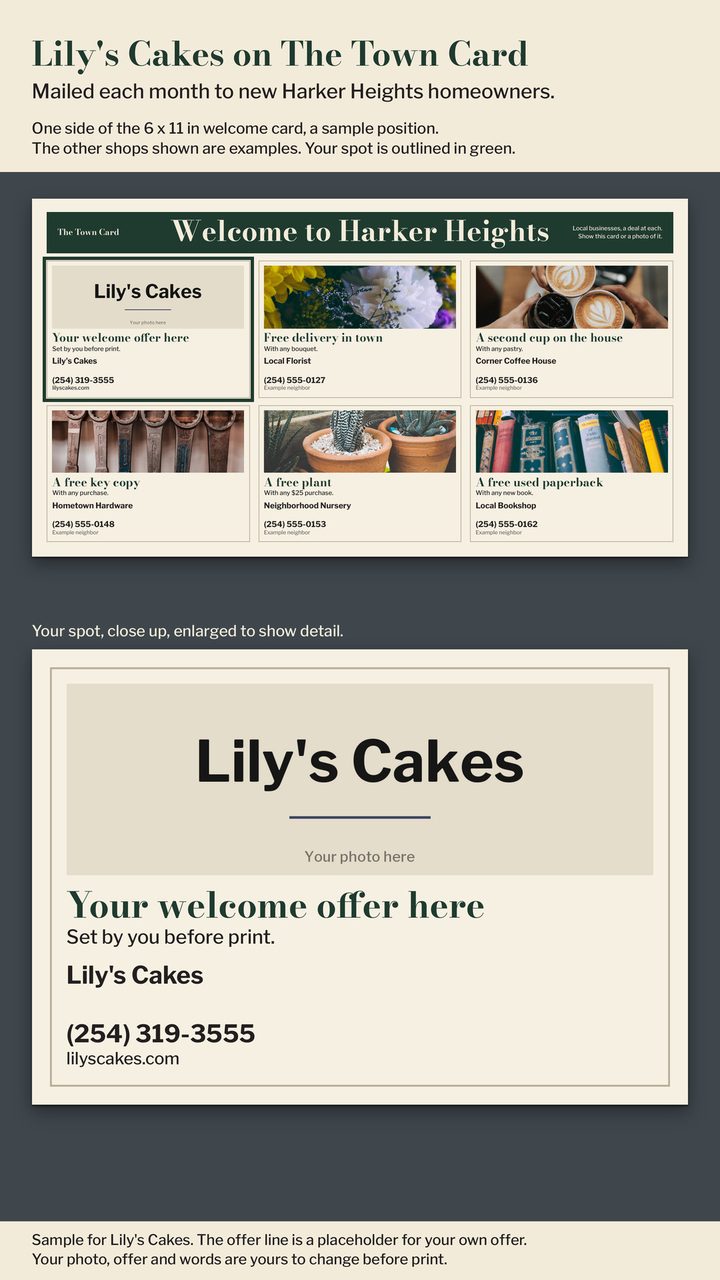 Lily's Cakes on The Town Card
Mailed each month to new Harker Heights homeowners.
One side of the 6 x 11 in welcome card, a sample position.
The other shops shown are examples. Your spot is outlined in green.
The Town Card
Welcome to Harker Heights
Local businesses, a deal at each.
Show this card or a photo of it.
Lily's Cakes
Your photo here
Your welcome offer here
Set by you before print.
Lily's Cakes
(254) 319-3555
lilyscakes.com
Free delivery in town
With any bouquet.
Local Florist
(254) 555-0127
Example neighbor
A second cup on the house
With any pastry.
Corner Coffee House
(254) 555-0136
Example neighbor
A free key copy
With any purchase.
Hometown Hardware
(254) 555-0148
Example neighbor
A free plant
With any $25 purchase.
Neighborhood Nursery
(254) 555-0153
Example neighbor
A free used paperback
With any new book.
Local Bookshop
(254) 555-0162
Example neighbor
Your spot, close up, enlarged to show detail.
Lily's Cakes
Your photo here
Your welcome offer here
Set by you before print.
Lily's Cakes
(254) 319-3555
lilyscakes.com
Sample for Lily's Cakes. The offer line is a placeholder for your own offer.
Your photo, offer and words are yours to change before print.